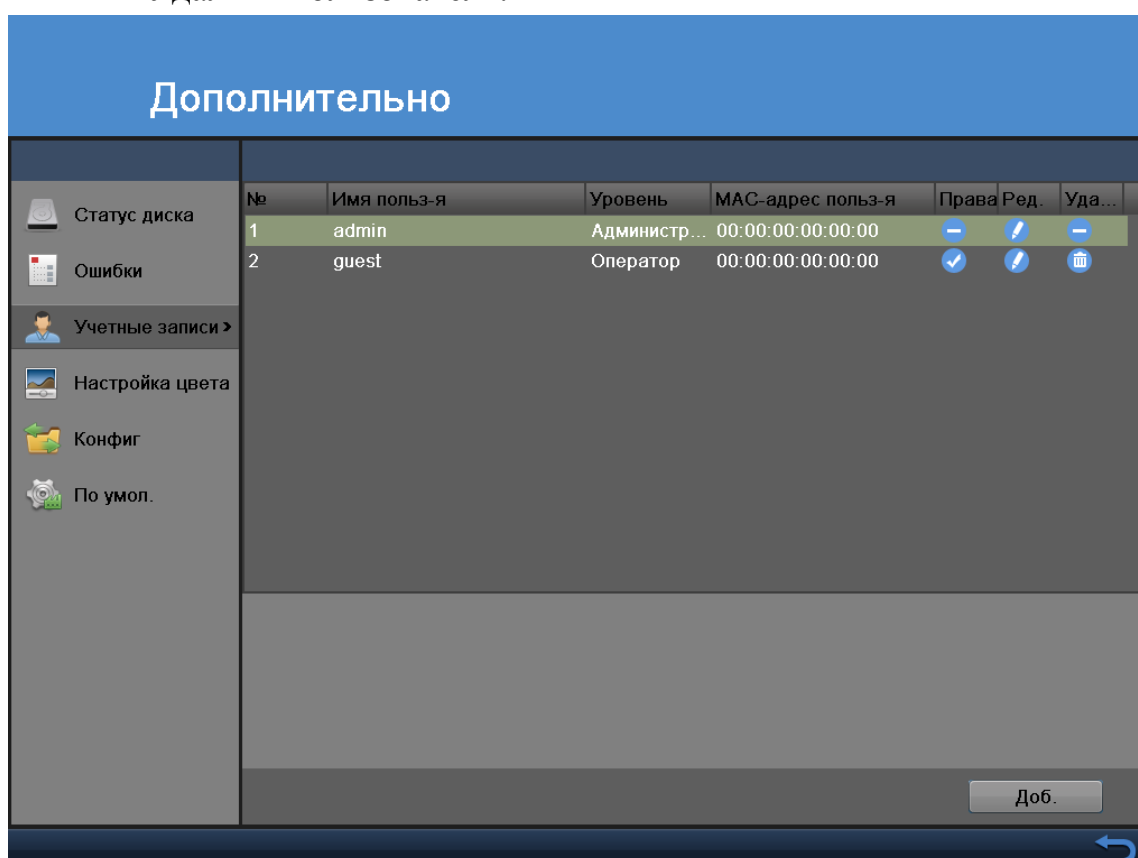 Дополнительно
№ Имя польз-я Уровень MAC-адрес польз-я Права Ред. Уда...
1 admin Администр... 00:00:00:00:00:00
2 guest Оператор 00:00:00:00:00:00
Статус диска
Ошибки
Учетные записи >
Настройка цвета
Конфиг
По умол.
Доб.